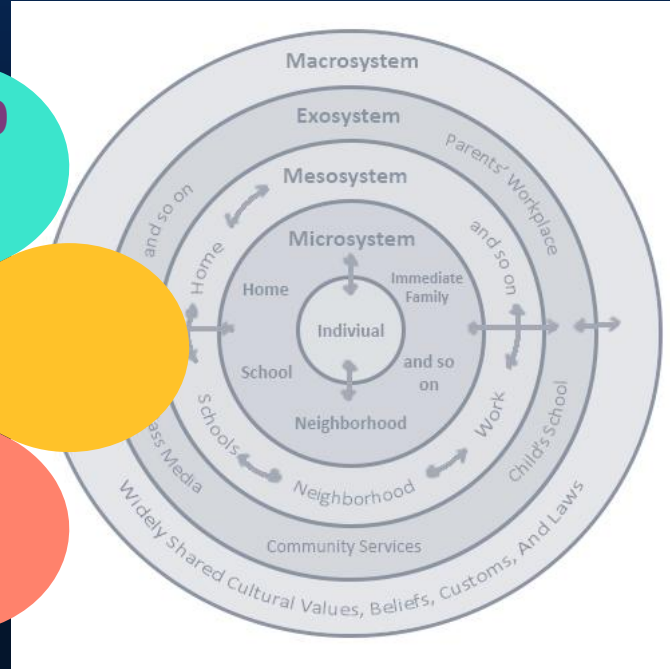 Macrosystem
Exosystem
Parents' Workplace
and so on
Mesosystem
Home
and so on
Microsystem
Home
Immediate
Family
Indiviual
School
and so
on
Neighborhood
Schools
Work
Neighborhood
Child's School
Media
Community Services
Widely Shared Cultural Values, Beliefs, Customs, And Laws